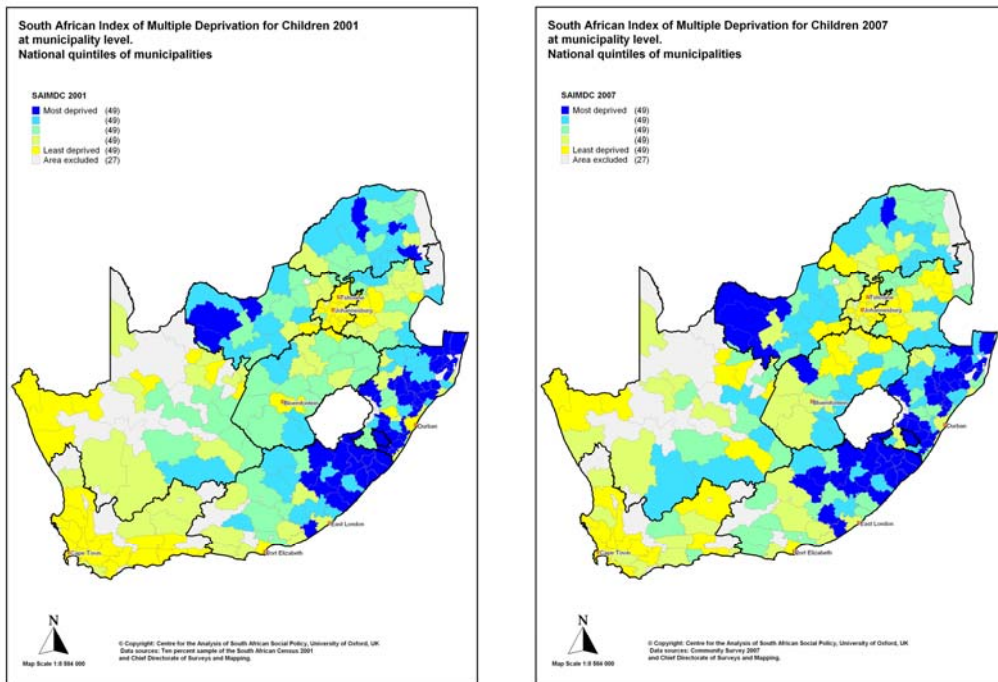 South African Index of Multiple Deprivation for Children 2001
at municipality level.
National quintiles of municipalities
SAIMDC 2001
Most deprived (49)
(49)
(49)
(49)
Least deprived (49)
Area excluded (27)
Johannesburg
Bloemfontein
Durban
East London
Port Elizabeth
Cape Town
N
Map Scale 1:8 504 000
© Copyright: Centre for the Analysis of South African Social Policy, University of Oxford, UK
Data sources: Ten percent sample of the South African Census 2001
and Chief Directorate of Surveys and Mapping.
South African Index of Multiple Deprivation for Children 2007
at municipality level.
National quintiles of municipalities
SAIMDC 2007
Most deprived (49)
(49)
(49)
(49)
Least deprived (49)
Area excluded (27)
Johannesburg
Bloemfontein
Durban
East London
Port Elizabeth
Cape Town
N
Map Scale 1:8 504 000
© Copyright: Centre for the Analysis of South African Social Policy, University of Oxford, UK
Data sources: Community Survey 2007
and Chief Directorate of Surveys and Mapping.